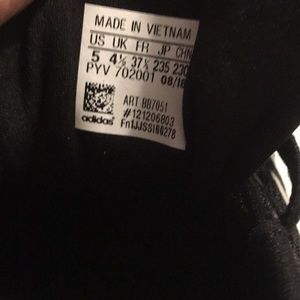 MADE IN VIETNAM
US UK FR JP CHN
5 4½ 37⅓ 235 230
PYV 702001 08/16
ART BB7051
#121206803
adidas